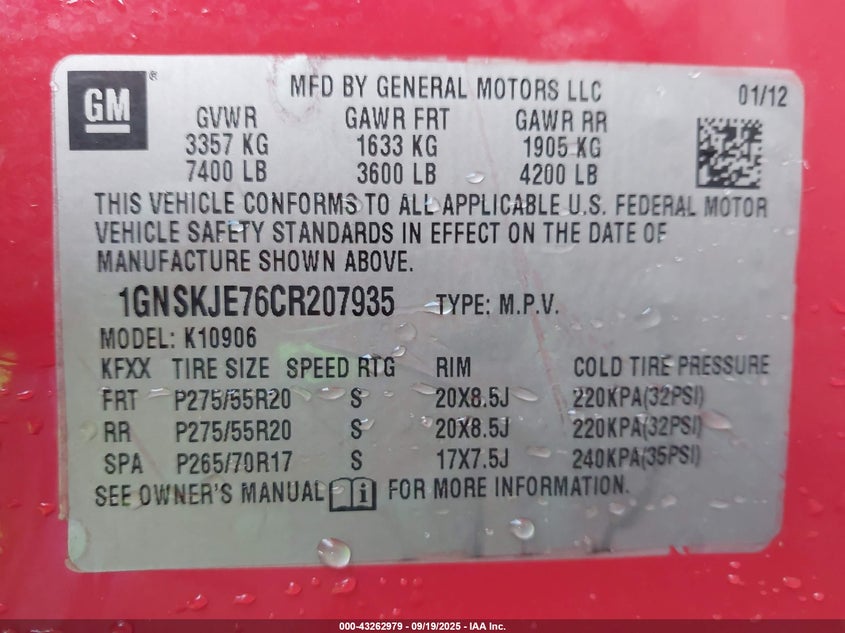 GM
®
MFD BY GENERAL MOTORS LLC
01/12
GVWR GAWR FRT GAWR RR
3357 KG 1633 KG 1905 KG
7400 LB 3600 LB 4200 LB
THIS VEHICLE CONFORMS TO ALL APPLICABLE U.S. FEDERAL MOTOR
VEHICLE SAFETY STANDARDS IN EFFECT ON THE DATE OF
MANUFACTURE SHOWN ABOVE.
1GNSKJE76CR207935 TYPE: M.P.V.
MODEL: K10906
KFXX TIRE SIZE SPEED RTG RIM COLD TIRE PRESSURE
FRT P275/55R20 S 20X8.5J 220KPA(32PSI)
RR P275/55R20 S 20X8.5J 220KPA(32PSI)
SPA P265/70R17 S 17X7.5J 240KPA(35PSI)
SEE OWNER'S MANUAL i FOR MORE INFORMATION.
000-43262979 - 09/19/2025 - IAA Inc.